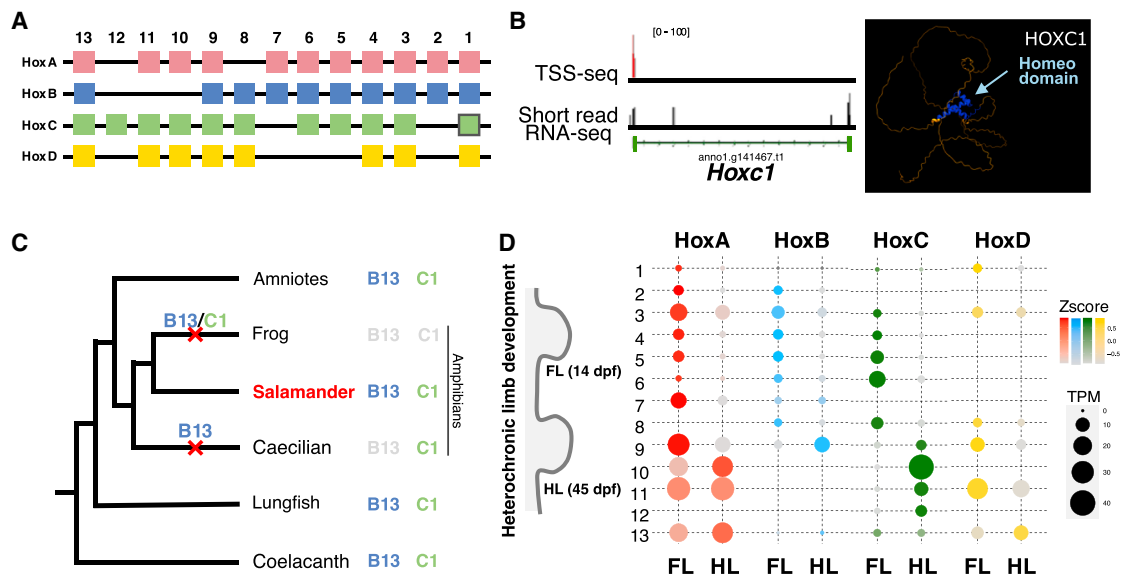 A
13 12 11 10 9 8 7 6 5 4 3 2 1
Hox A
Hox B
Hox C
Hox D
B
[0 - 100]
TSS-seq
Short read
RNA-seq
anno1.g141467.t1
Hoxc1
HOXC1
Homeo
domain
C
Amniotes B13 C1
B13/C1
Frog B13 C1
Salamander B13 C1
B13
Caecilian B13 C1
Amphibians
Lungfish B13 C1
Coelacanth B13 C1
D
Heterochronic limb development
FL (14 dpf)
HL (45 dpf)
HoxA HoxB HoxC HoxD
1
2
3
4
5
6
7
8
9
10
11
12
13
FL HL FL HL FL HL FL HL
Zscore
0.5
0.0
-0.5
TPM
0
10
20
30
40